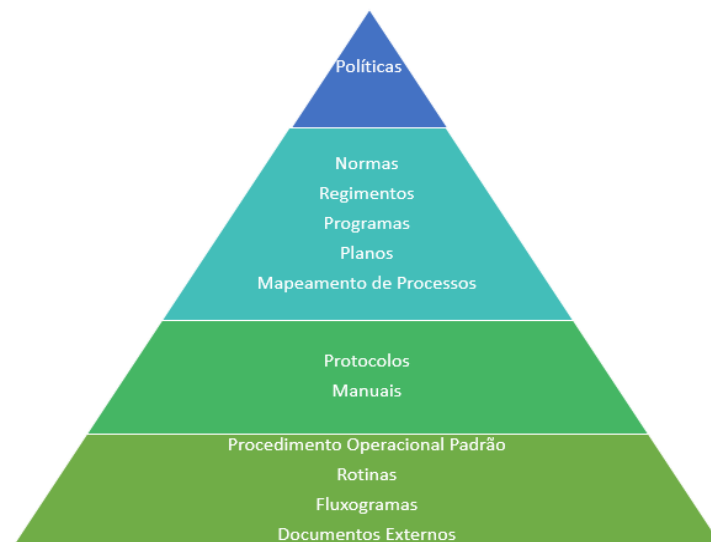 Políticas
Normas
Regimentos
Programas
Planos
Mapeamento de Processos
Protocolos
Manuais
Procedimento Operacional Padrão
Rotinas
Fluxogramas
Documentos Externos